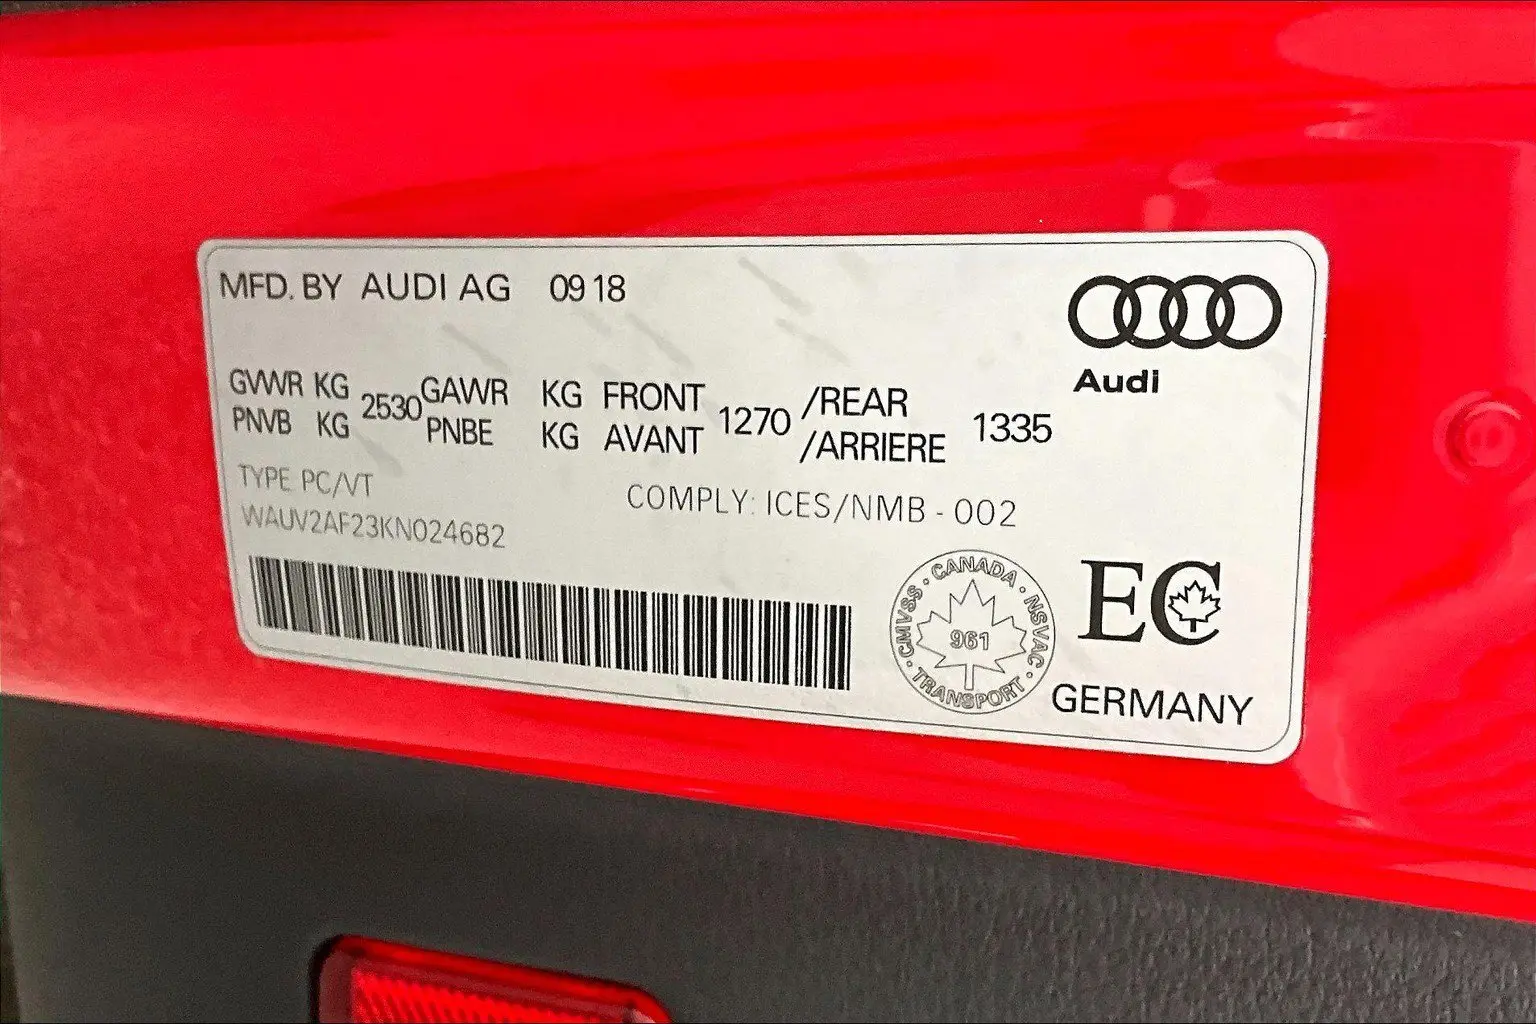 MFD. BY AUDI AG 09 18
Audi
GVWR KG 2530 GAWR KG FRONT 1270 /REAR 1335
PNVB KG PNBE KG AVANT /ARRIERE
TYPE PC/VT
COMPLY: ICES/NMB - 002
WAUV2AF23KN024682
· CANADA · NSVAC · TRANSPORT · CMVSS
961
EC
GERMANY